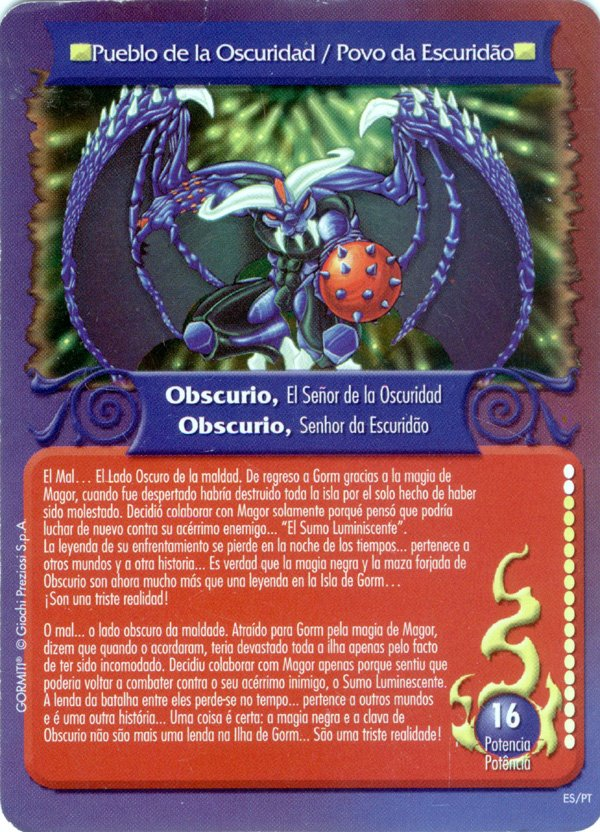 Pueblo de la Oscuridad / Povo da Escuridão
Obscurio, El Señor de la Oscuridad
Obscurio, Senhor da Escuridão
El Mal... El Lado Oscuro de la maldad. De regreso a Gorm gracias a la magia de
Magor, cuando fue despertado habría destruido toda la isla por el solo hecho de haber
sido molestado. Decidió colaborar con Magor solamente porqué pensó que podría
luchar de nuevo contra su acérrimo enemigo... “El Sumo Luminiscente”.
La leyenda de su enfrentamiento se pierde en la noche de los tiempos... pertenece a
otros mundos y a otra historia... Es verdad que la magia negra y la maza forjada de
Obscurio son ahora mucho más que una leyenda en la Isla de Gorm...
¡Son una triste realidad!
O mal... o lado obscuro da maldade. Atraído para Gorm pela magia de Magor,
dizem que quando o acordaram, teria devastado toda a ilha apenas pelo facto
de ter sido incomodado. Decidiu colaborar com Magor apenas porque sentiu que
poderia voltar a combater contra o seu acérrimo inimigo, o Sumo Luminescente.
A lenda da batalha entre eles perde-se no tempo... pertence a outros mundos
e é uma outra história... Uma coisa é certa: a magia negra e a clava de
Obscurio não são mais uma lenda na Ilha de Gorm... São uma triste realidade!
16
Potencia
Potência
GORMITI® © Giochi Preziosi S.p.A.
ES/PT